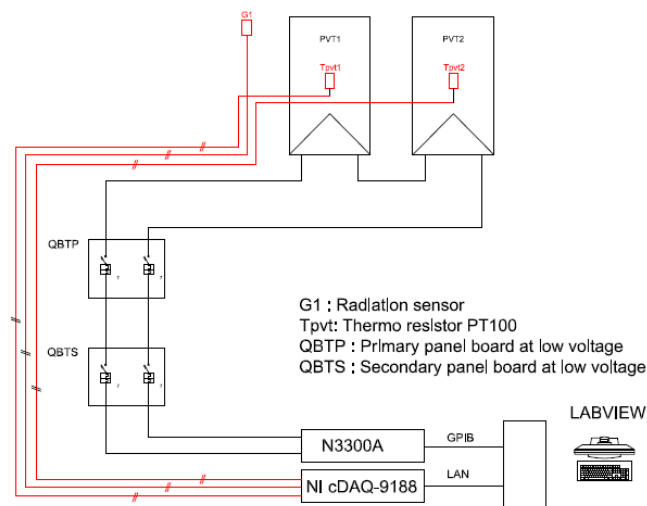 G1
PVT1
PVT2
Tpvt1
Tpvt2
QBTP
G1 : Radiation sensor
Tpvt: Thermo resistor PT100
QBTP : Primary panel board at low voltage
QBTS : Secondary panel board at low voltage
QBTS
LABVIEW
N3300A
GPIB
NI cDAQ-9188
LAN